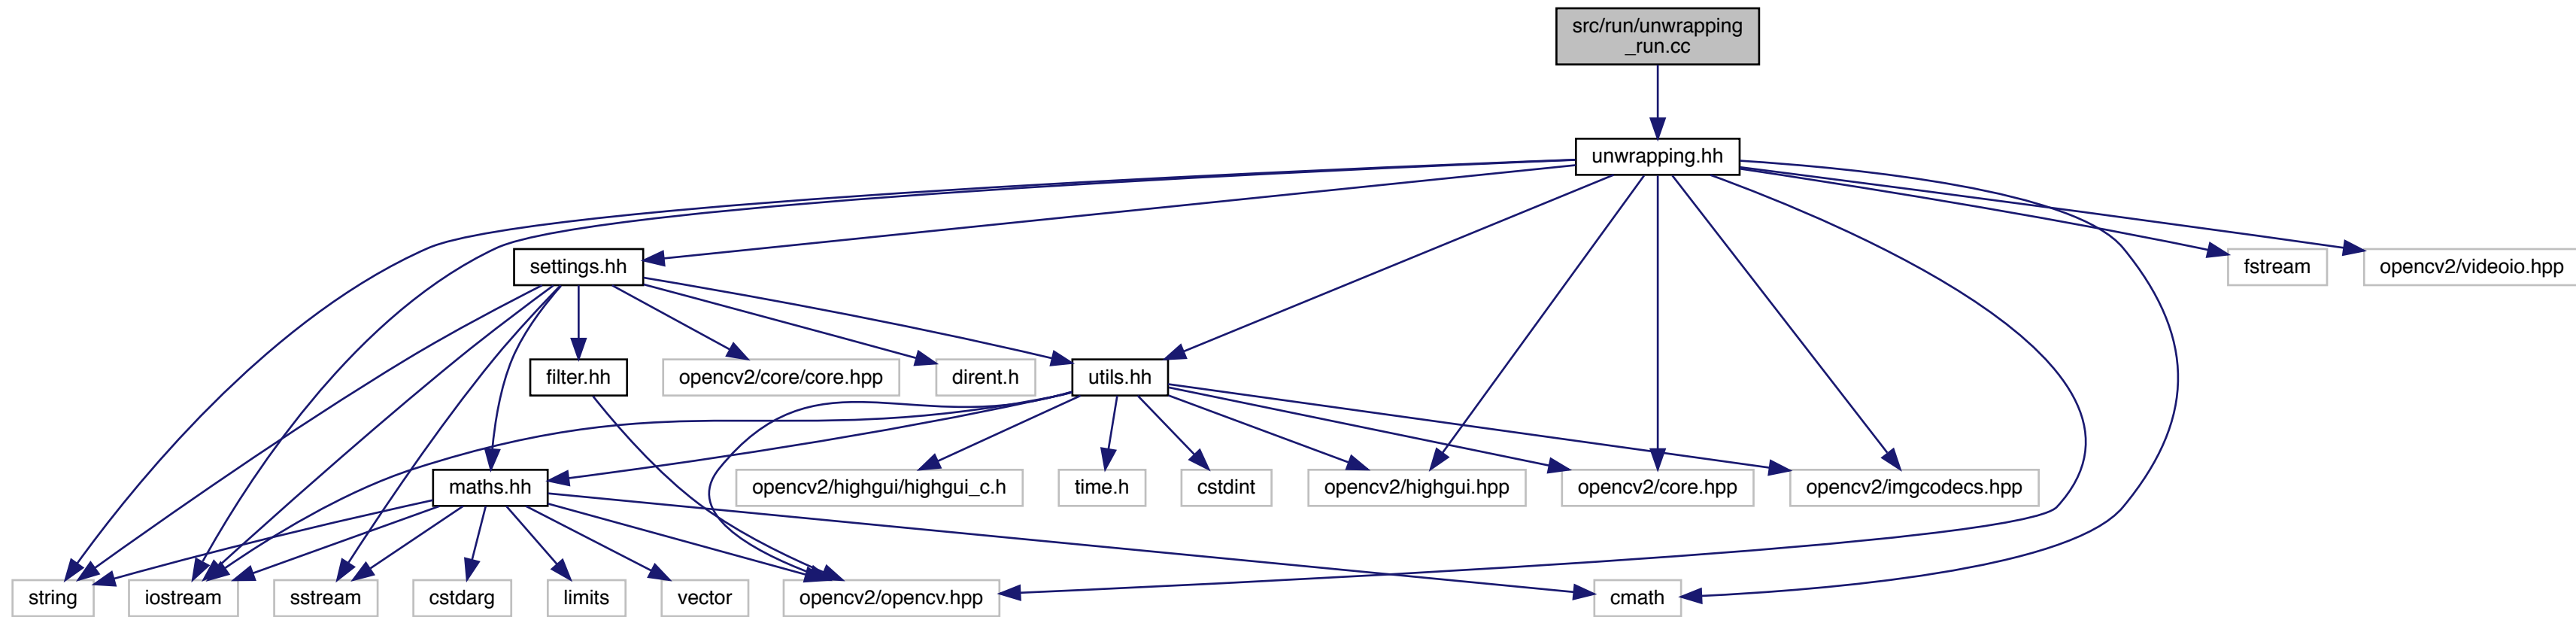 src/run/unwrapping
_run.cc
unwrapping.hh
settings.hh
fstream
opencv2/videoio.hpp
filter.hh
opencv2/core/core.hpp
dirent.h
utils.hh
maths.hh
opencv2/highgui/highgui_c.h
time.h
cstdint
opencv2/highgui.hpp
opencv2/core.hpp
opencv2/imgcodecs.hpp
string
iostream
sstream
cstdarg
limits
vector
opencv2/opencv.hpp
cmath